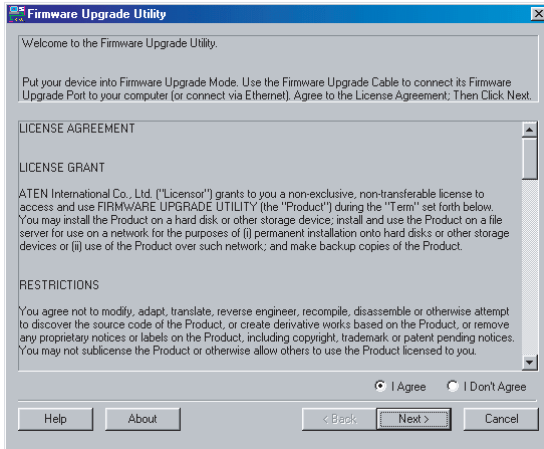 Firmware Upgrade Utility
Welcome to the Firmware Upgrade Utility.
Put your device into Firmware Upgrade Mode. Use the Firmware Upgrade Cable to connect its Firmware
Upgrade Port to your computer (or connect via Ethernet). Agree to the License Agreement; Then Click Next.
LICENSE AGREEMENT
LICENSE GRANT
ATEN International Co., Ltd. ("Licensor") grants to you a non-exclusive, non-transferable license to
access and use FIRMWARE UPGRADE UTILITY (the "Product") during the "Term" set forth below.
You may install the Product on a hard disk or other storage device; install and use the Product on a file
server for use on a network for the purposes of (i) permanent installation onto hard disks or other storage
devices or (ii) use of the Product over such network; and make backup copies of the Product.
RESTRICTIONS
You agree not to modify, adapt, translate, reverse engineer, recompile, disassemble or otherwise attempt
to discover the source code of the Product, or create derivative works based on the Product, or remove
any proprietary notices or labels on the Product, including copyright, trademark or patent pending notices.
You may not sublicense the Product or otherwise allow others to use the Product licensed to you.
I Agree I Don't Agree
Help About < Back Next > Cancel